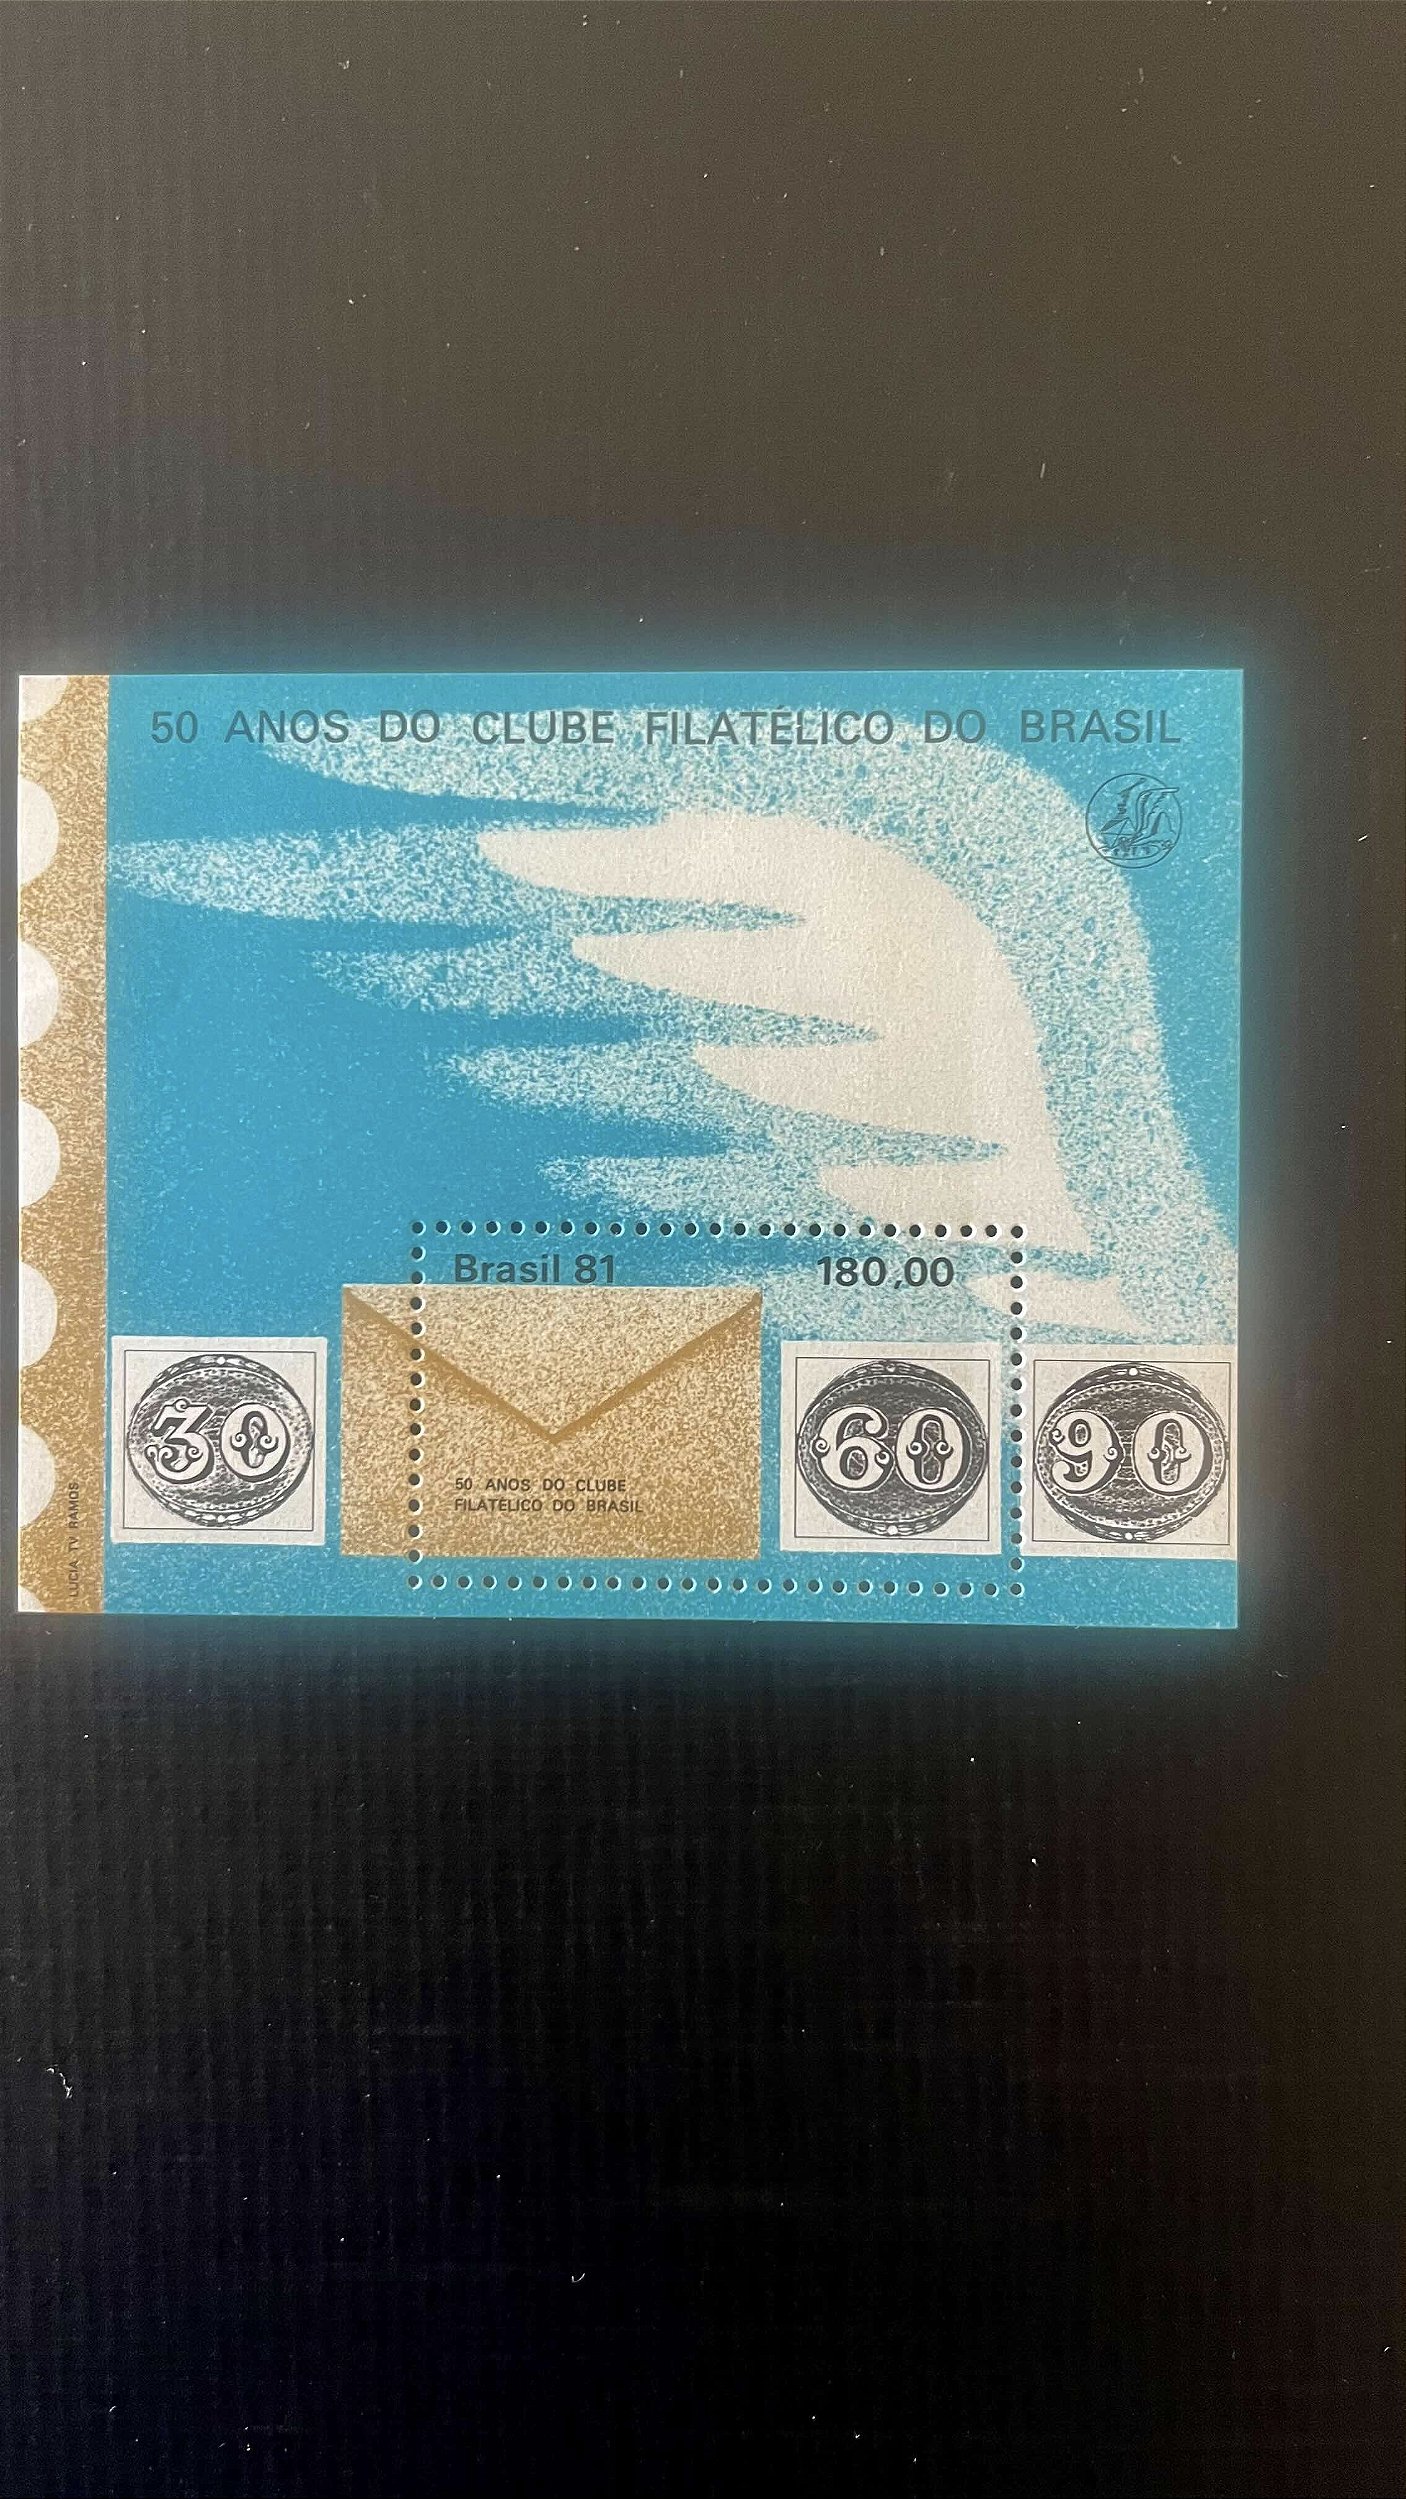 50 ANOS DO CLUBE FILATÉLICO DO BRASIL
Brasil 81
180,00
30
50 ANOS DO CLUBE
FILATÉLICO DO BRASIL
60
90
LUCIA TV RAMOS